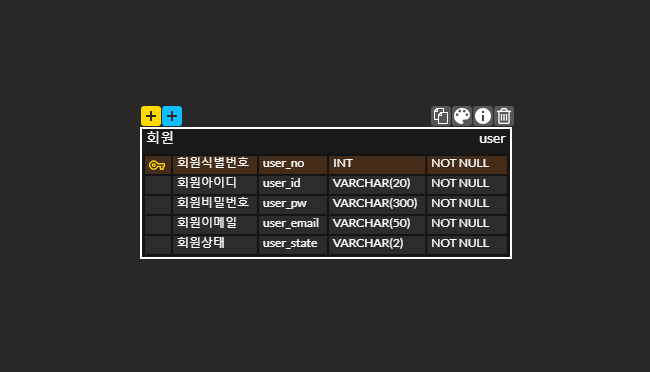 회원 user
회원식별번호 user_no INT NOT NULL
회원아이디 user_id VARCHAR(20) NOT NULL
회원비밀번호 user_pw VARCHAR(300) NOT NULL
회원이메일 user_email VARCHAR(50) NOT NULL
회원상태 user_state VARCHAR(2) NOT NULL